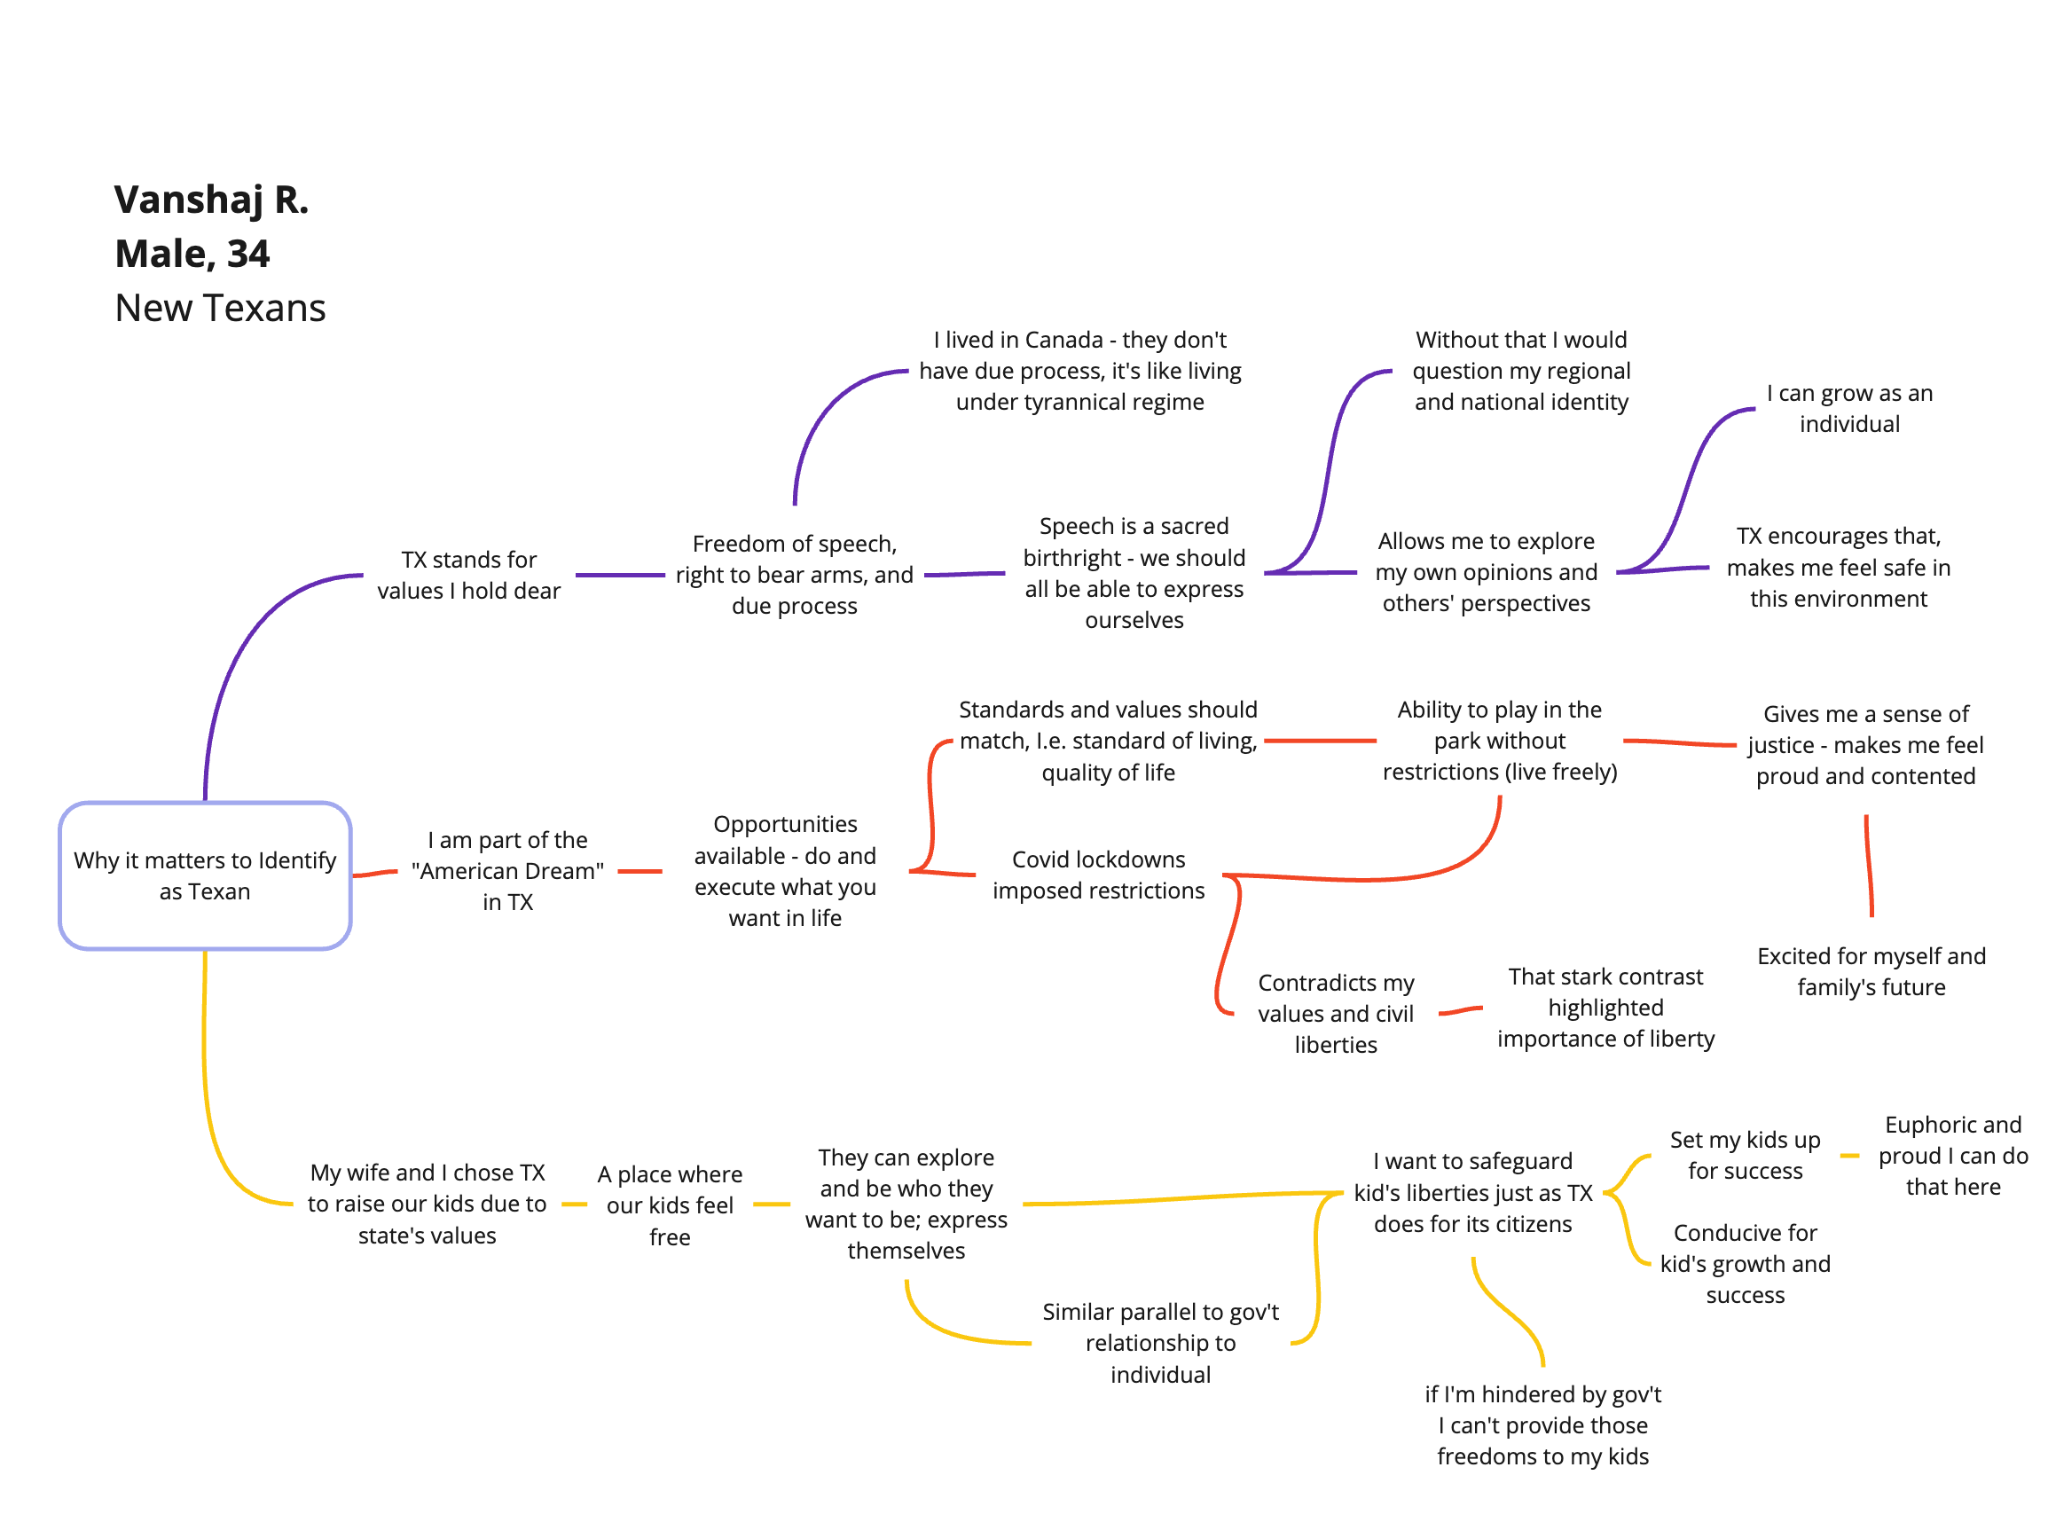 Vanshaj R.
Male, 34
New Texans
I lived in Canada - they don't
have due process, it's like living
under tyrannical regime
Without that I would
question my regional
and national identity
I can grow as an
individual
TX stands for
values I hold dear
Freedom of speech,
right to bear arms, and
due process
Speech is a sacred
birthright - we should
all be able to express
ourselves
Allows me to explore
my own opinions and
others' perspectives
TX encourages that,
makes me feel safe in
this environment
Why it matters to Identify
as Texan
I am part of the
"American Dream"
in TX
Opportunities
available - do and
execute what you
want in life
Standards and values should
match, I.e. standard of living,
quality of life
Ability to play in the
park without
restrictions (live freely)
Gives me a sense of
justice - makes me feel
proud and contented
Covid lockdowns
imposed restrictions
Excited for myself and
family's future
Contradicts my
values and civil
liberties
That stark contrast
highlighted
importance of liberty
My wife and I chose TX
to raise our kids due to
state's values
A place where
our kids feel
free
They can explore
and be who they
want to be; express
themselves
Similar parallel to gov't
relationship to
individual
I want to safeguard
kid's liberties just as TX
does for its citizens
Set my kids up
for success
Euphoric and
proud I can do
that here
Conducive for
kid's growth and
success
if I'm hindered by gov't
I can't provide those
freedoms to my kids